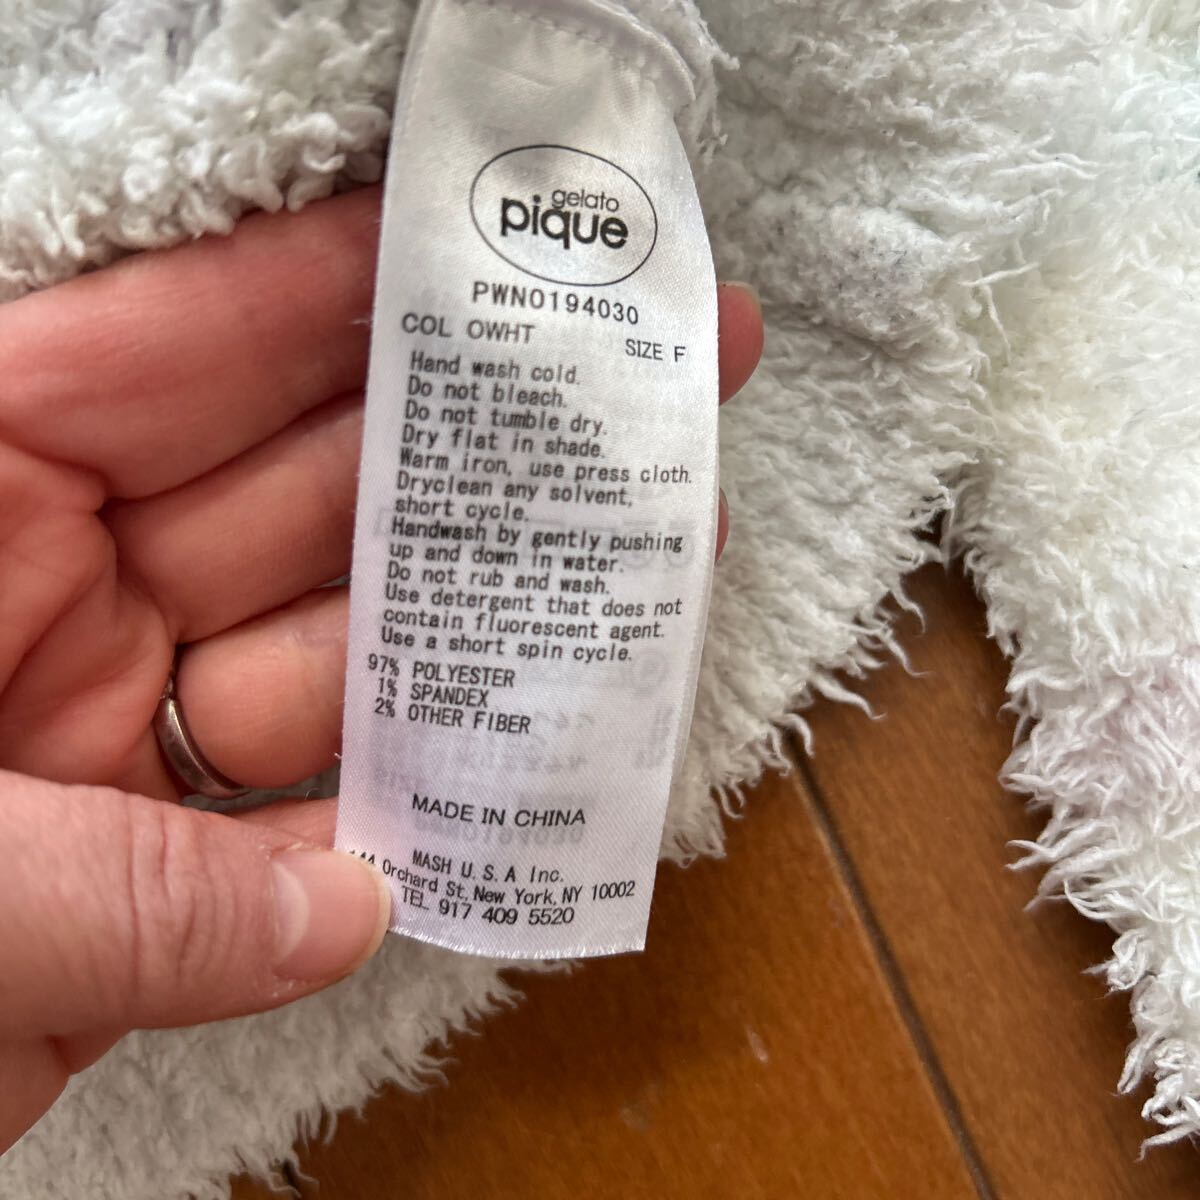 gelato
pique
PWNO194030
COL OWHT
SIZE F
Hand wash cold.
Do not bleach.
Do not tumble dry.
Dry flat in shade.
Warm iron, use press cloth.
Dryclean any solvent,
short cycle.
Handwash by gently pushing
up and down in water.
Do not rub and wash.
Use detergent that does not
contain fluorescent agent.
Use a short spin cycle.
97% POLYESTER
1% SPANDEX
2% OTHER FIBER
MADE IN CHINA
MASH U.S.A Inc.
Orchard St, New York, NY 10002
TEL 917 409 5520